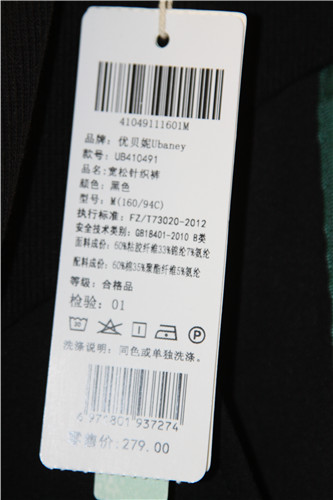 41049111601M
品牌: 优贝妮Ubaney
款号: UB410491
品名: 宽松针织裤
颜色: 黑色
型号: M(160/94C)
执行标准: FZ/T73020-2012
安全技术类别: GB18401-2010 B类
面料成份: 60%粘胶纤维33%锦纶7%氨纶
配料成份: 60%棉35%聚酯纤维5%氨纶
等级: 合格品
检验: 01
洗涤说明: 同色或单独洗涤。
6 971801 937274
零售价: 279.00